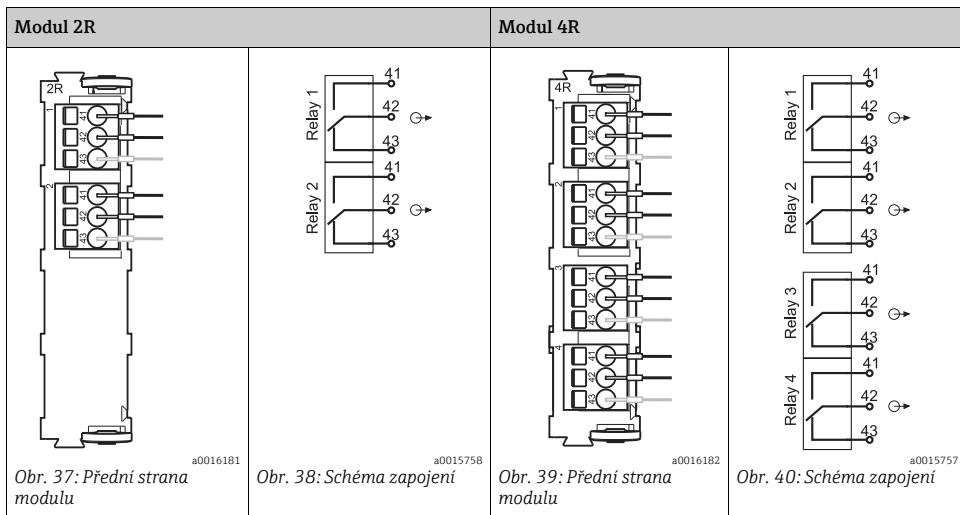 Modul 2R
Modul 4R
2R
1
41
42
43
2
41
42
43
a0016181
Obr. 37: Přední strana
modulu
Relay 1
41
42
43
Relay 2
41
42
43
a0015758
Obr. 38: Schéma zapojení
4R
1
41
42
43
2
41
42
43
3
41
42
43
4
41
42
43
a0016182
Obr. 39: Přední strana
modulu
Relay 1
41
42
43
Relay 2
41
42
43
Relay 3
41
42
43
Relay 4
41
42
43
a0015757
Obr. 40: Schéma zapojení